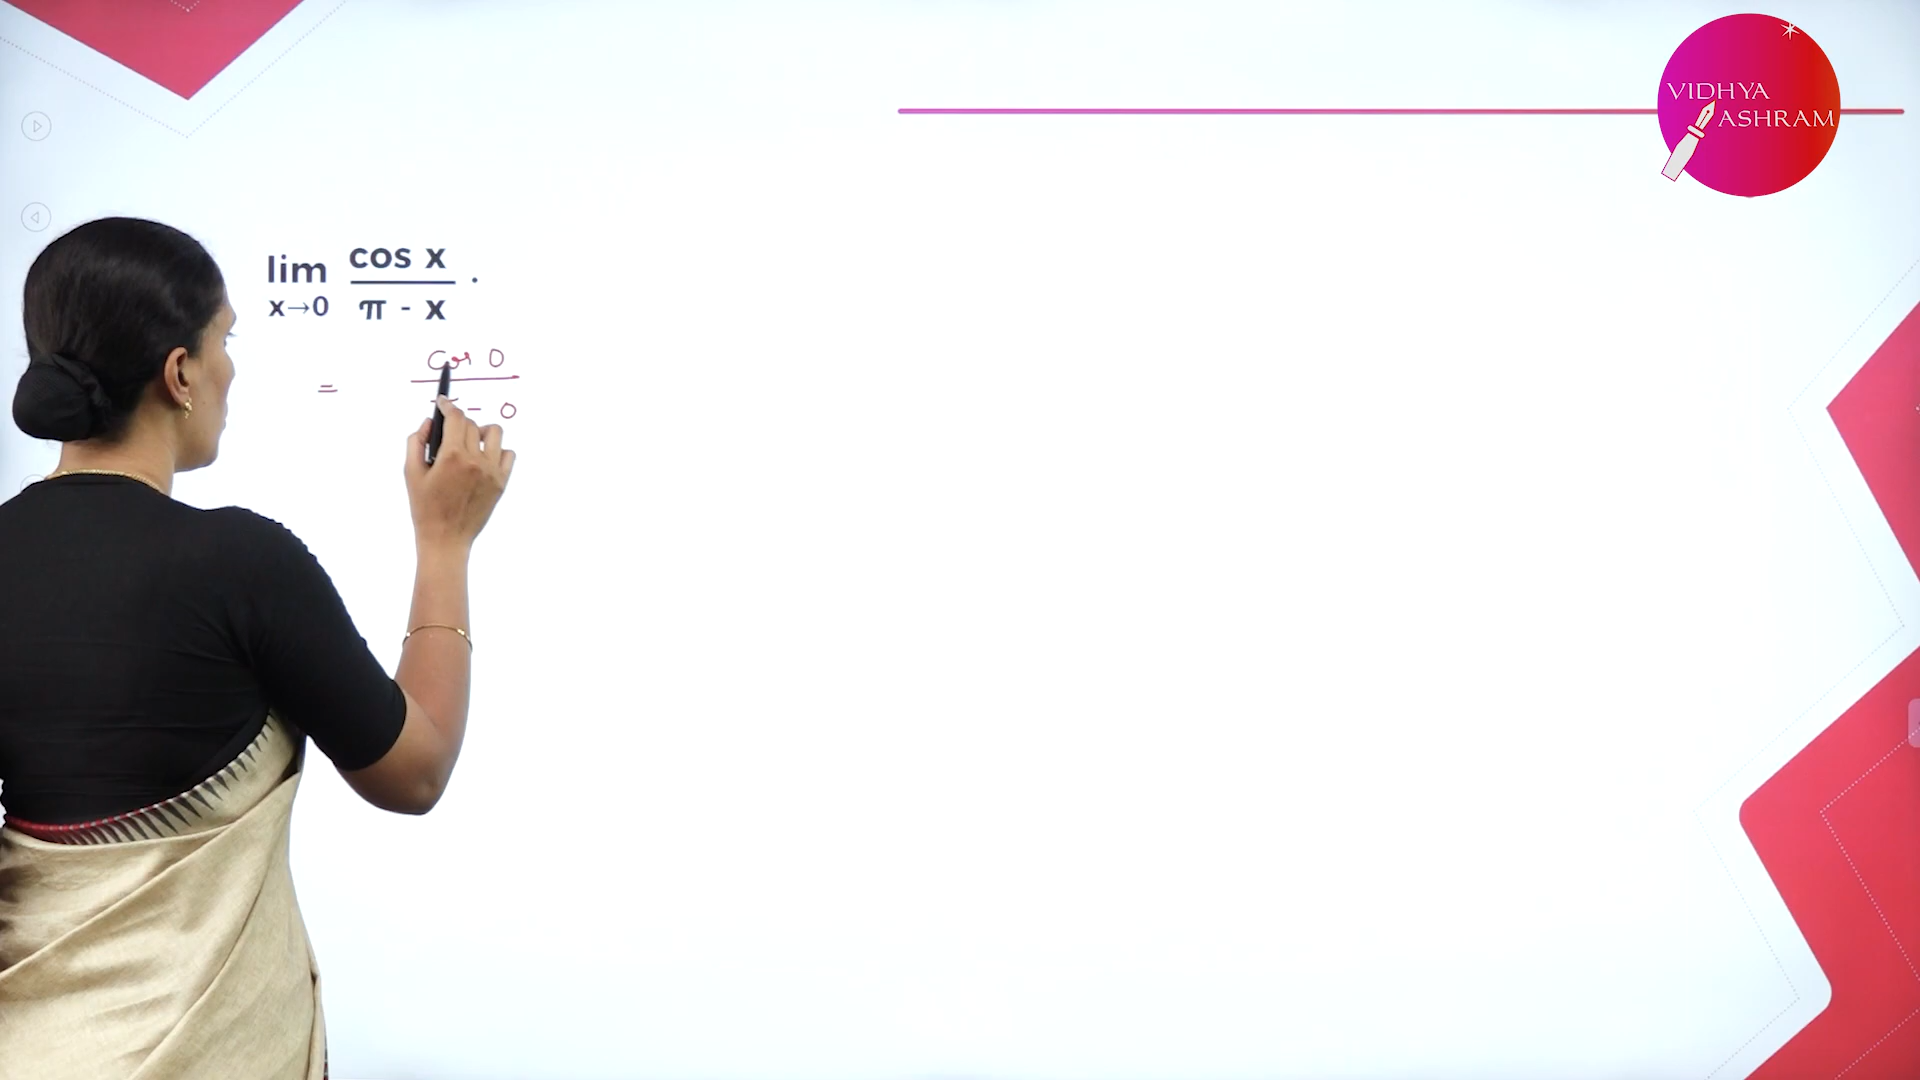 VIDHYA
ASHRAM
lim cos x / π - x .
x→0
= Cos 0 / π - 0